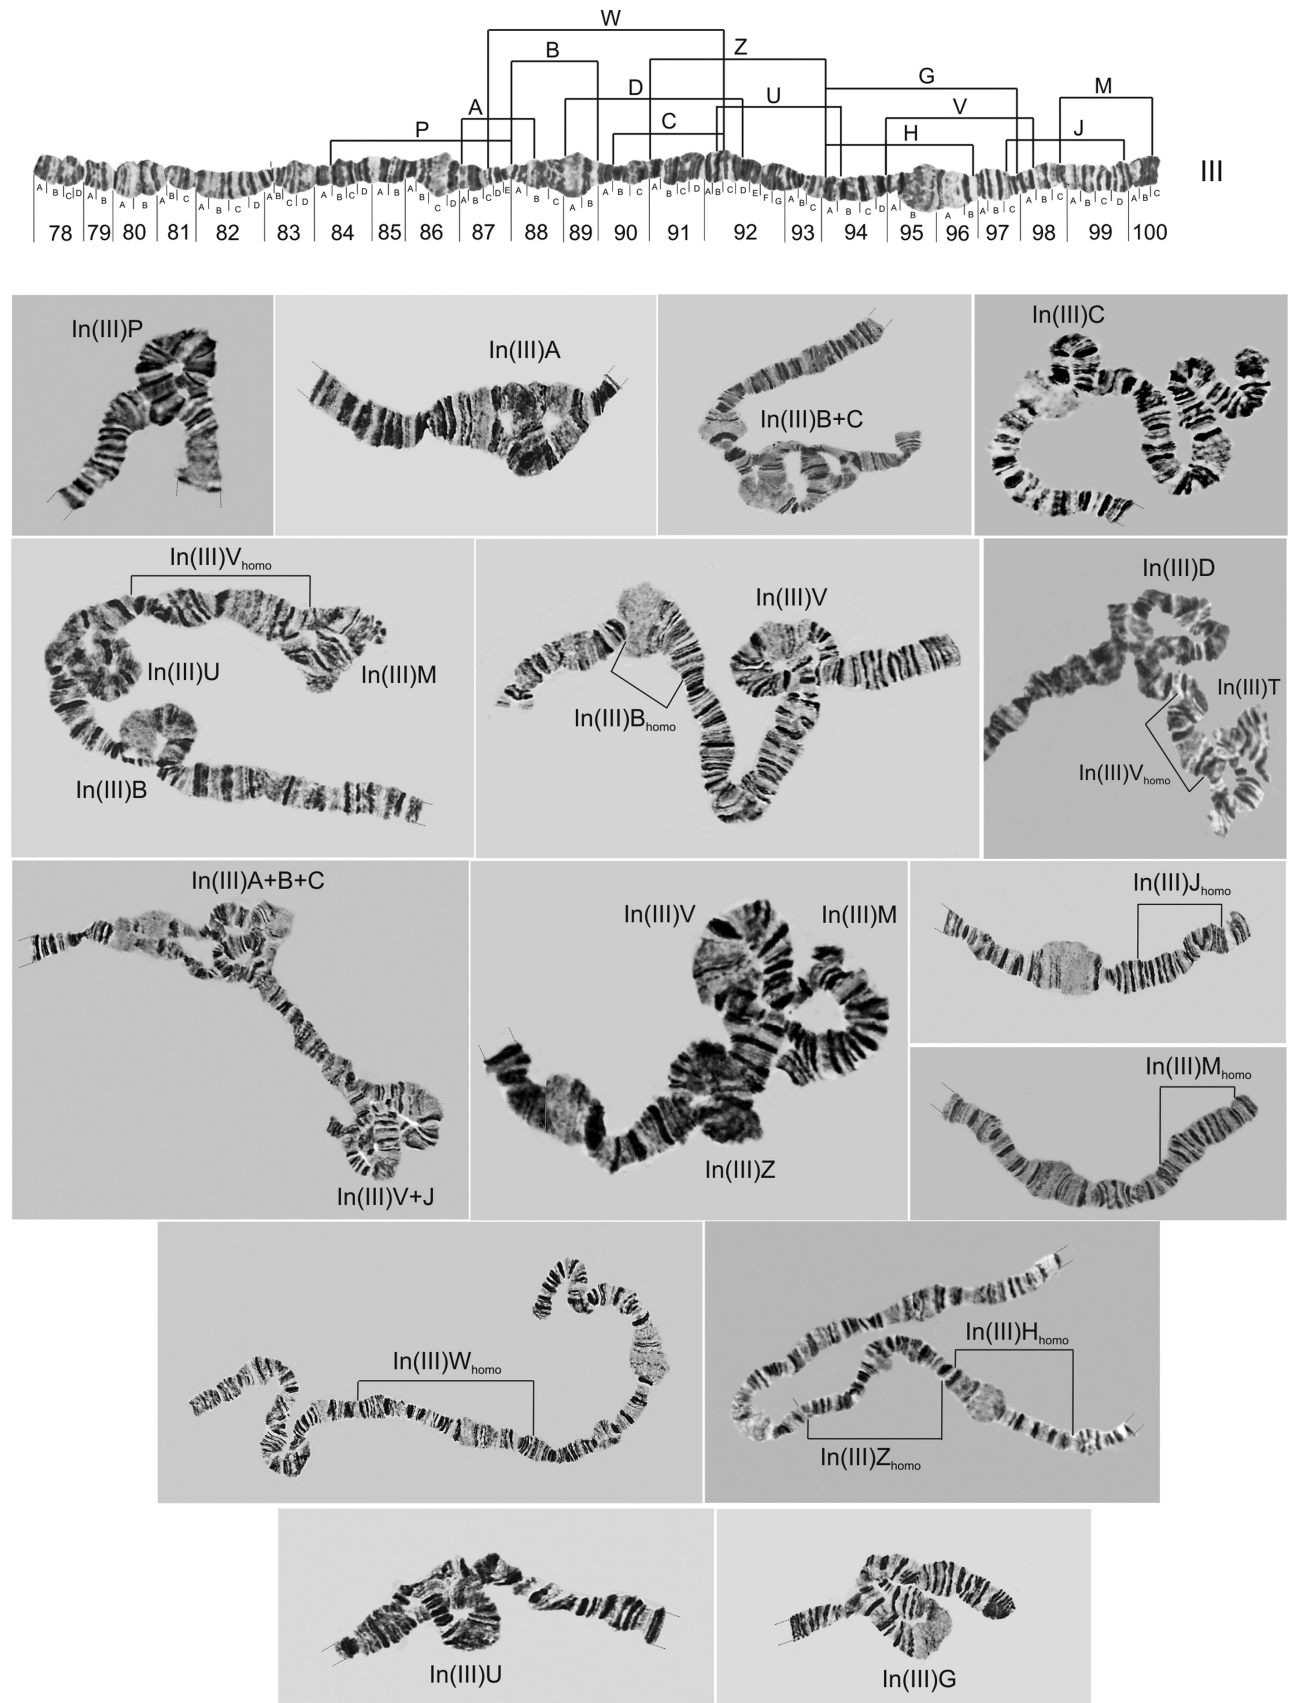 W
Z
B
G
M
D
U
A
V
C
P
H
J
III
A B C D A B A B A B C A B C D A B C D A B C D A B A B C D A B C D E A B C A B A B C A B C D A B C D E F G A B C A B C D A B A B A B C A B C A B C D A B C
78 79 80 81 82 83 84 85 86 87 88 89 90 91 92 93 94 95 96 97 98 99 100
In(III)P
In(III)A
In(III)B+C
In(III)C
In(III)Vhomo
In(III)U
In(III)M
In(III)B
In(III)V
In(III)Bhomo
In(III)D
In(III)T
In(III)Vhomo
In(III)A+B+C
In(III)V+J
In(III)V
In(III)M
In(III)Z
In(III)Jhomo
In(III)Mhomo
In(III)Whomo
In(III)Hhomo
In(III)Zhomo
In(III)U
In(III)G